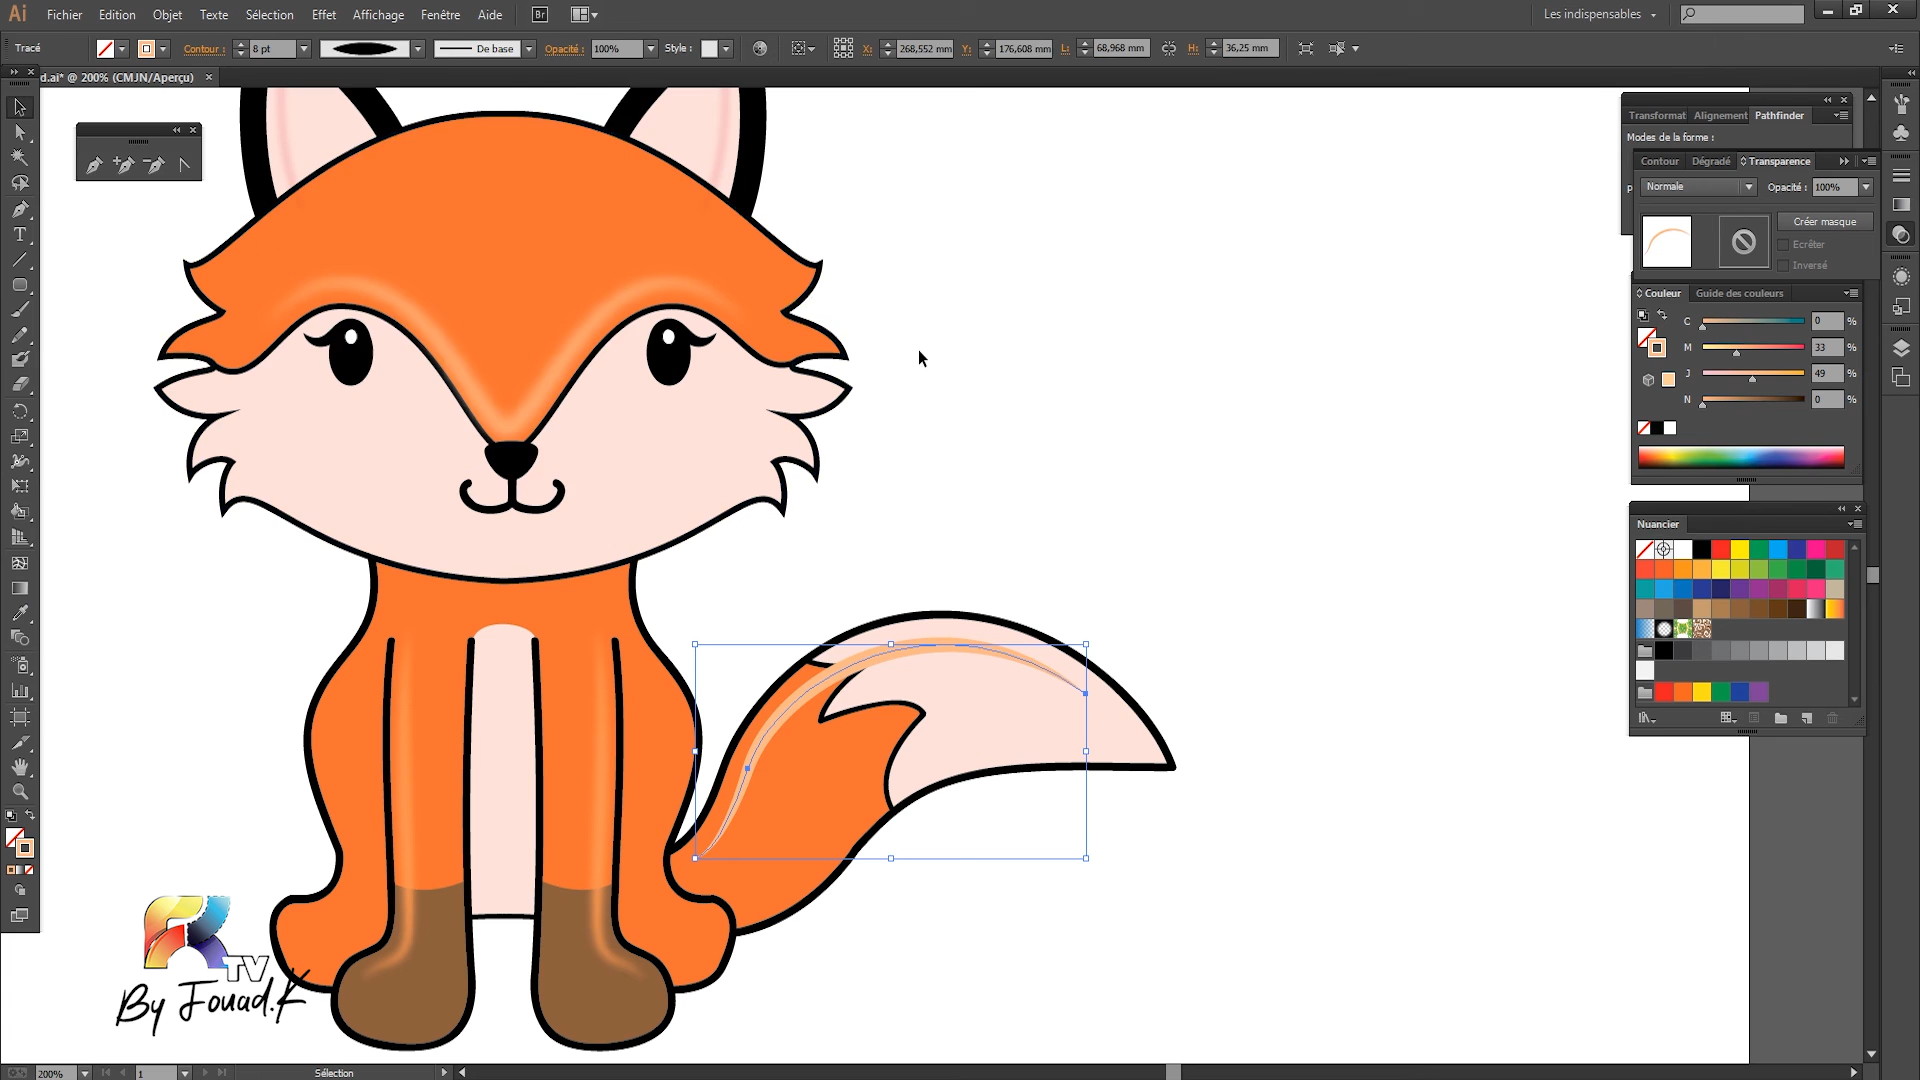 Ai Fichier Edition Objet Texte Sélection Effet Affichage Fenêtre Aide Br Les indispensables
Tracé Contour : 8 pt De base Opacité : 100% Style : X: 268,552 mm Y: 176,608 mm L: 68,968 mm H: 36,25 mm
d.ai* @ 200% (CMJN/Aperçu)
Transformat Alignement Pathfinder
Modes de la forme :
Contour Dégradé Transparence
Normale Opacité : 100%
Créer masque
Ecrêter
Inversé
Couleur Guide des couleurs
C 0 %
M 33 %
J 49 %
N 0 %
Nuancier
TV
By Fouad.K
200% 1 Sélection